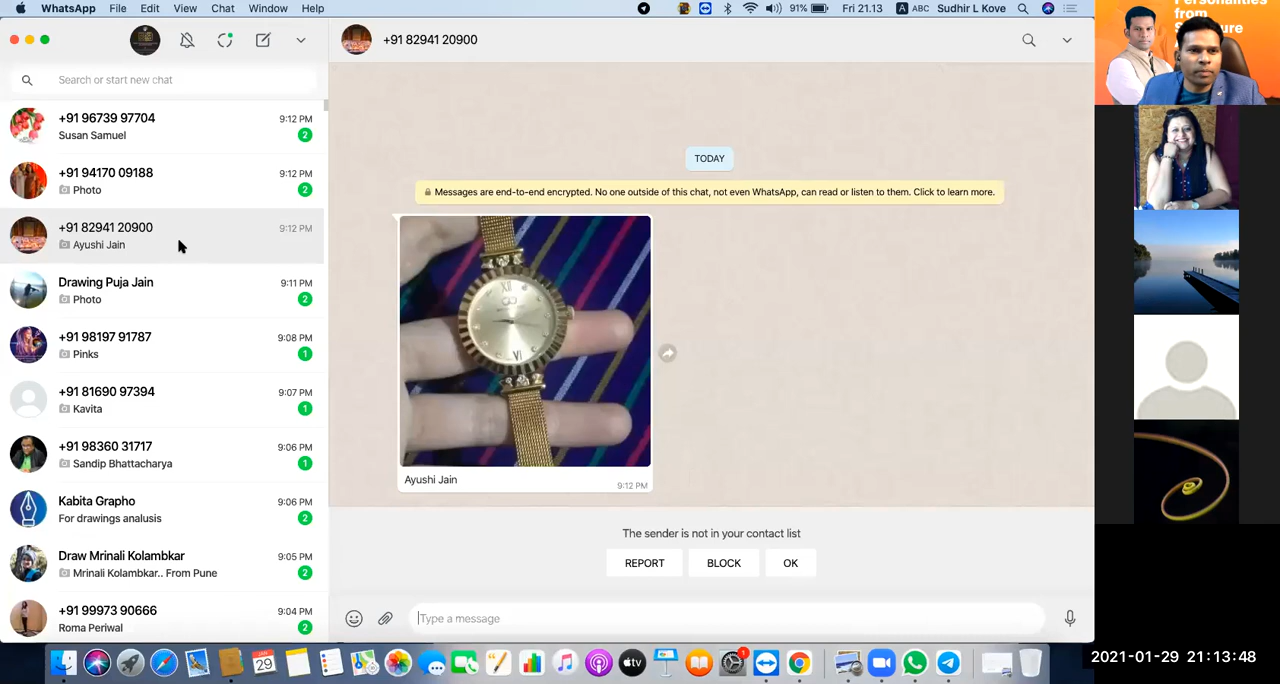 WhatsApp File Edit View Chat Window Help
91% Fri 21.13 A ABC Sudhir L Kove
+91 82941 20900
Search or start new chat
+91 96739 97704 9:12 PM
Susan Samuel 2
+91 94170 09188 9:12 PM
Photo 2
+91 82941 20900 9:12 PM
Ayushi Jain
Drawing Puja Jain 9:11 PM
Photo 2
+91 98197 91787 9:08 PM
Pinks 1
+91 81690 97394 9:07 PM
Kavita 1
+91 98360 31717 9:06 PM
Sandip Bhattacharya 1
Kabita Grapho 9:06 PM
For drawings analusis 2
Draw Mrinali Kolambkar 9:05 PM
Mrinali Kolambkar.. From Pune 2
+91 99973 90666 9:04 PM
Roma Periwal 2
TODAY
Messages are end-to-end encrypted. No one outside of this chat, not even WhatsApp, can read or listen to them. Click to learn more.
XII
VI
Ayushi Jain
9:12 PM
The sender is not in your contact list
REPORT BLOCK OK
Type a message
Personalities
from
JAN
29
tv
1
2021-01-29 21:13:48